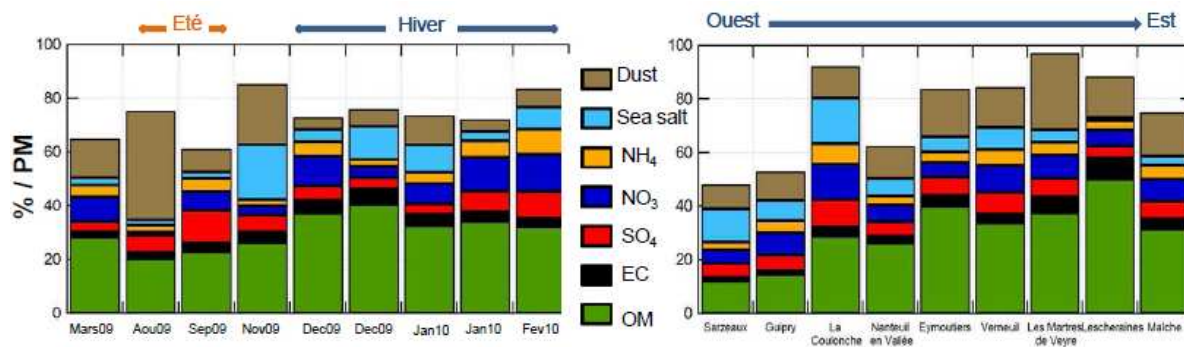 Eté
Hiver
Ouest
Est
% / PM
100
80
60
40
20
0
Mars09
Aou09
Sep09
Nov09
Dec09
Dec09
Jan10
Jan10
Fev10
Dust
Sea salt
NH4
NO3
SO4
EC
OM
100
80
60
40
20
0
Sarzeaux
Guipry
La
Coulonche
Nanteuil
en Vallée
Eymoutiers
Verneuil
Les Martres
de Veyre
Lescheraines
Maîche